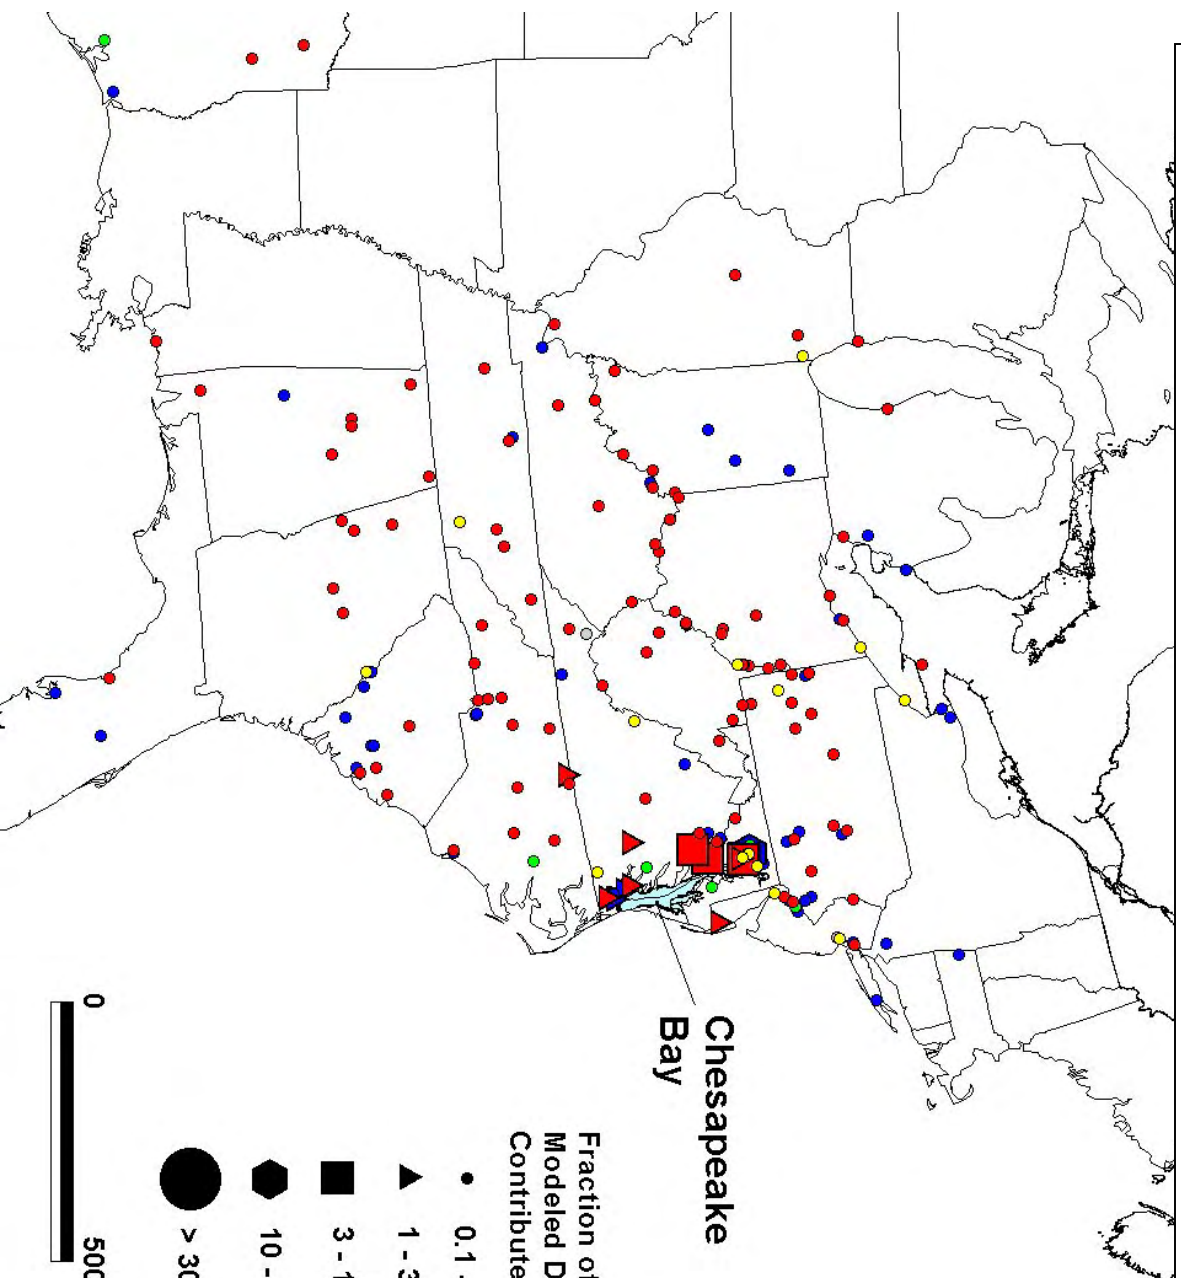 Chesapeake
Bay
Fraction of
Modeled D
Contribute
0.1 -
1 - 3
3 - 1
10 -
> 30
0
500